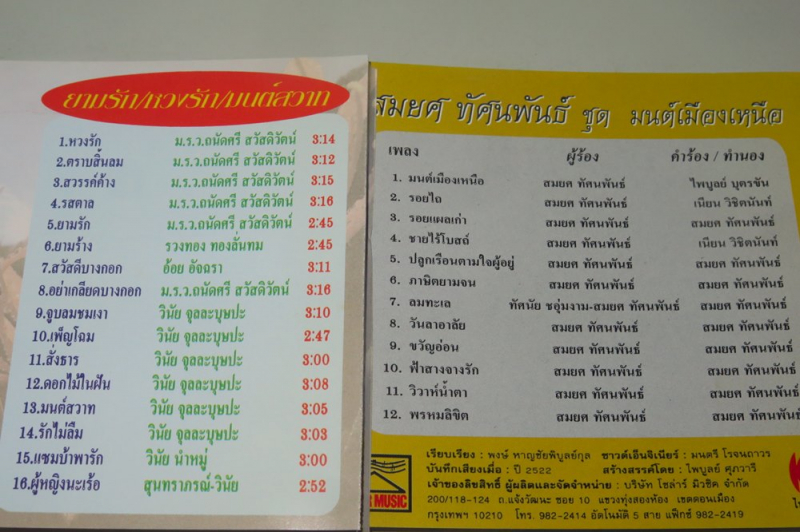 ยามรัก/หวงรัก/มนต์สวาท
1.หวงรัก ม.ร.ว.ถนัดศรี สวัสดิวัตน์ 3:14
2.ตราบสิ้นลม ม.ร.ว.ถนัดศรี สวัสดิวัตน์ 3:12
3.สวรรค์ค้าง ม.ร.ว.ถนัดศรี สวัสดิวัตน์ 3:15
4.รสตาล ม.ร.ว.ถนัดศรี สวัสดิวัตน์ 3:16
5.ยามรัก ม.ร.ว.ถนัดศรี สวัสดิวัตน์ 2:45
6.ยามร้าง รวงทอง ทองลั่นทม 2:45
7.สวัสดีบางกอก อ้อย อัจฉรา 3:11
8.อย่าเกลียดบางกอก ม.ร.ว.ถนัดศรี สวัสดิวัตน์ 3:16
9.จูบลมชมเงา วินัย จุลละบุษปะ 3:10
10.เพ็ญโฉม วินัย จุลละบุษปะ 2:47
11.สั่งธาร วินัย จุลละบุษปะ 3:00
12.ดอกไม้ในฝัน วินัย จุลละบุษปะ 3:08
13.มนต์สวาท วินัย จุลละบุษปะ 3:05
14.รักไม่ลืม วินัย จุลละบุษปะ 3:03
15.แซมบ้าพารัก วินัย นำหมู่ 3:00
16.ผู้หญิงนะเร้อ สุนทราภรณ์-วินัย 2:52
สมยศ ทัศนพันธ์ ชุด มนต์เมืองเหนือ
เพลง ผู้ร้อง คำร้อง / ทำนอง
1. มนต์เมืองเหนือ สมยศ ทัศนพันธ์ ไพบูลย์ บุตรขัน
2. รอยไถ สมยศ ทัศนพันธ์ เนียน วิชิตนันท์
3. รอยแผลเก่า สมยศ ทัศนพันธ์ สมยศ ทัศนพันธ์
4. ชายไร้โบสถ์ สมยศ ทัศนพันธ์ เนียน วิชิตนันท์
5. ปลูกเรือนตามใจผู้อยู่ สมยศ ทัศนพันธ์ สมยศ ทัศนพันธ์
6. ภาษิตยามจน สมยศ ทัศนพันธ์ สมยศ ทัศนพันธ์
7. ลมทะเล ทัศนัย ชอุ่มงาม-สมยศ ทัศนพันธ์ สมยศ ทัศนพันธ์
8. วันลาอาลัย สมยศ ทัศนพันธ์ สมยศ ทัศนพันธ์
9. ขวัญอ่อน สมยศ ทัศนพันธ์ สมยศ ทัศนพันธ์
10. ฟ้าสางจางรัก สมยศ ทัศนพันธ์ สมยศ ทัศนพันธ์
11. วิวาห์น้ำตา สมยศ ทัศนพันธ์ สมยศ ทัศนพันธ์
12. พรหมลิขิต สมยศ ทัศนพันธ์ สมยศ ทัศนพันธ์
เรียบเรียง : พงษ์ หาญชัยพิบูลย์กุล ซาวด์เอ็นจิเนียร์ : มนตรี โรจนถาวร
บันทึกเสียงเมื่อ : ปี 2522 สร้างสรรค์โดย : ไพบูลย์ ศุภวารี
เจ้าของลิขสิทธิ์ ผู้ผลิตและจัดจำหน่าย : บริษัท โซล่าร์ มิวซิค จำกัด
200/118-124 ถ.แจ้งวัฒนะ ซอย 10 แขวงทุ่งสองห้อง เขตดอนเมือง
กรุงเทพฯ 10210 โทร. 982-2414 อัตโนมัติ 5 สาย แฟ็กซ์ 982-2419
R MUSIC